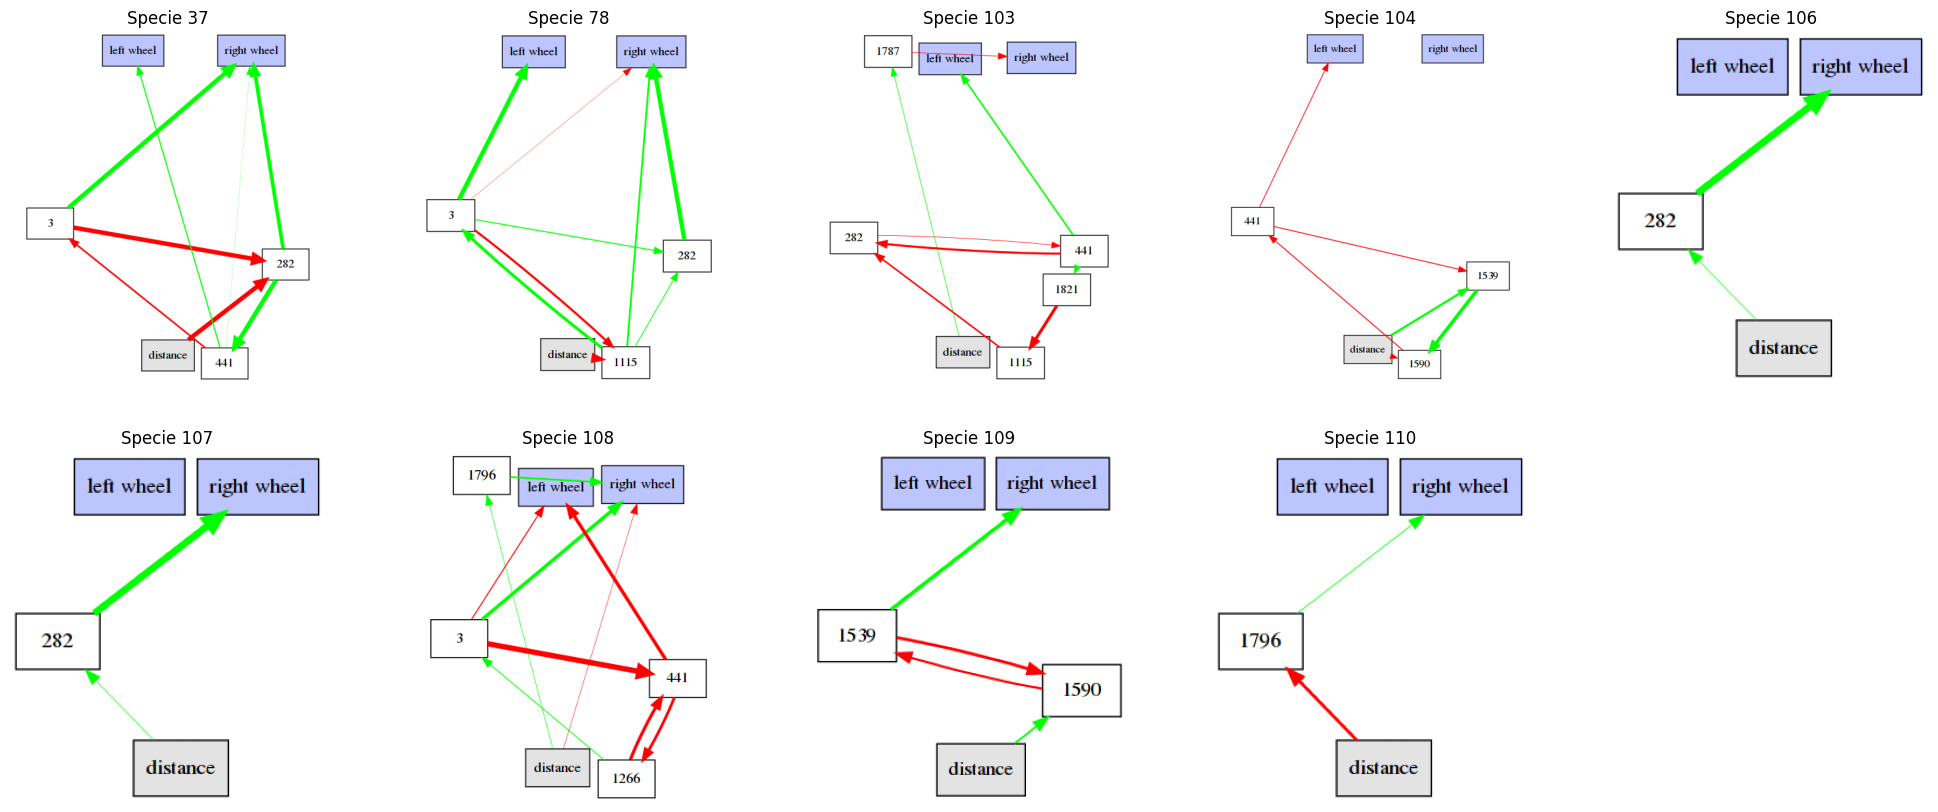 Specie 37
left wheel
right wheel
3
282
distance
441
Specie 78
left wheel
right wheel
3
282
distance
1115
Specie 103
1787
left wheel
right wheel
282
441
1821
distance
1115
Specie 104
left wheel
right wheel
441
1539
distance
1590
Specie 106
left wheel
right wheel
282
distance
Specie 107
left wheel
right wheel
282
distance
Specie 108
1796
left wheel
right wheel
3
441
distance
1266
Specie 109
left wheel
right wheel
1539
1590
distance
Specie 110
left wheel
right wheel
1796
distance